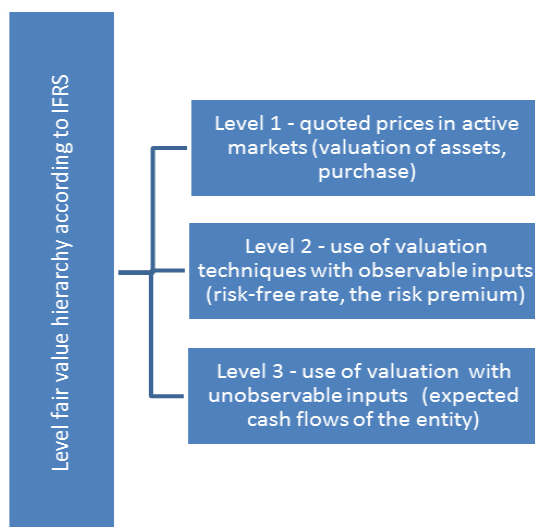 Level fair value hierarchy according to IFRS
Level 1 - quoted prices in active
markets (valuation of assets,
purchase)
Level 2 - use of valuation
techniques with observable inputs
(risk-free rate, the risk premium)
Level 3 - use of valuation with
unobservable inputs (expected
cash flows of the entity)